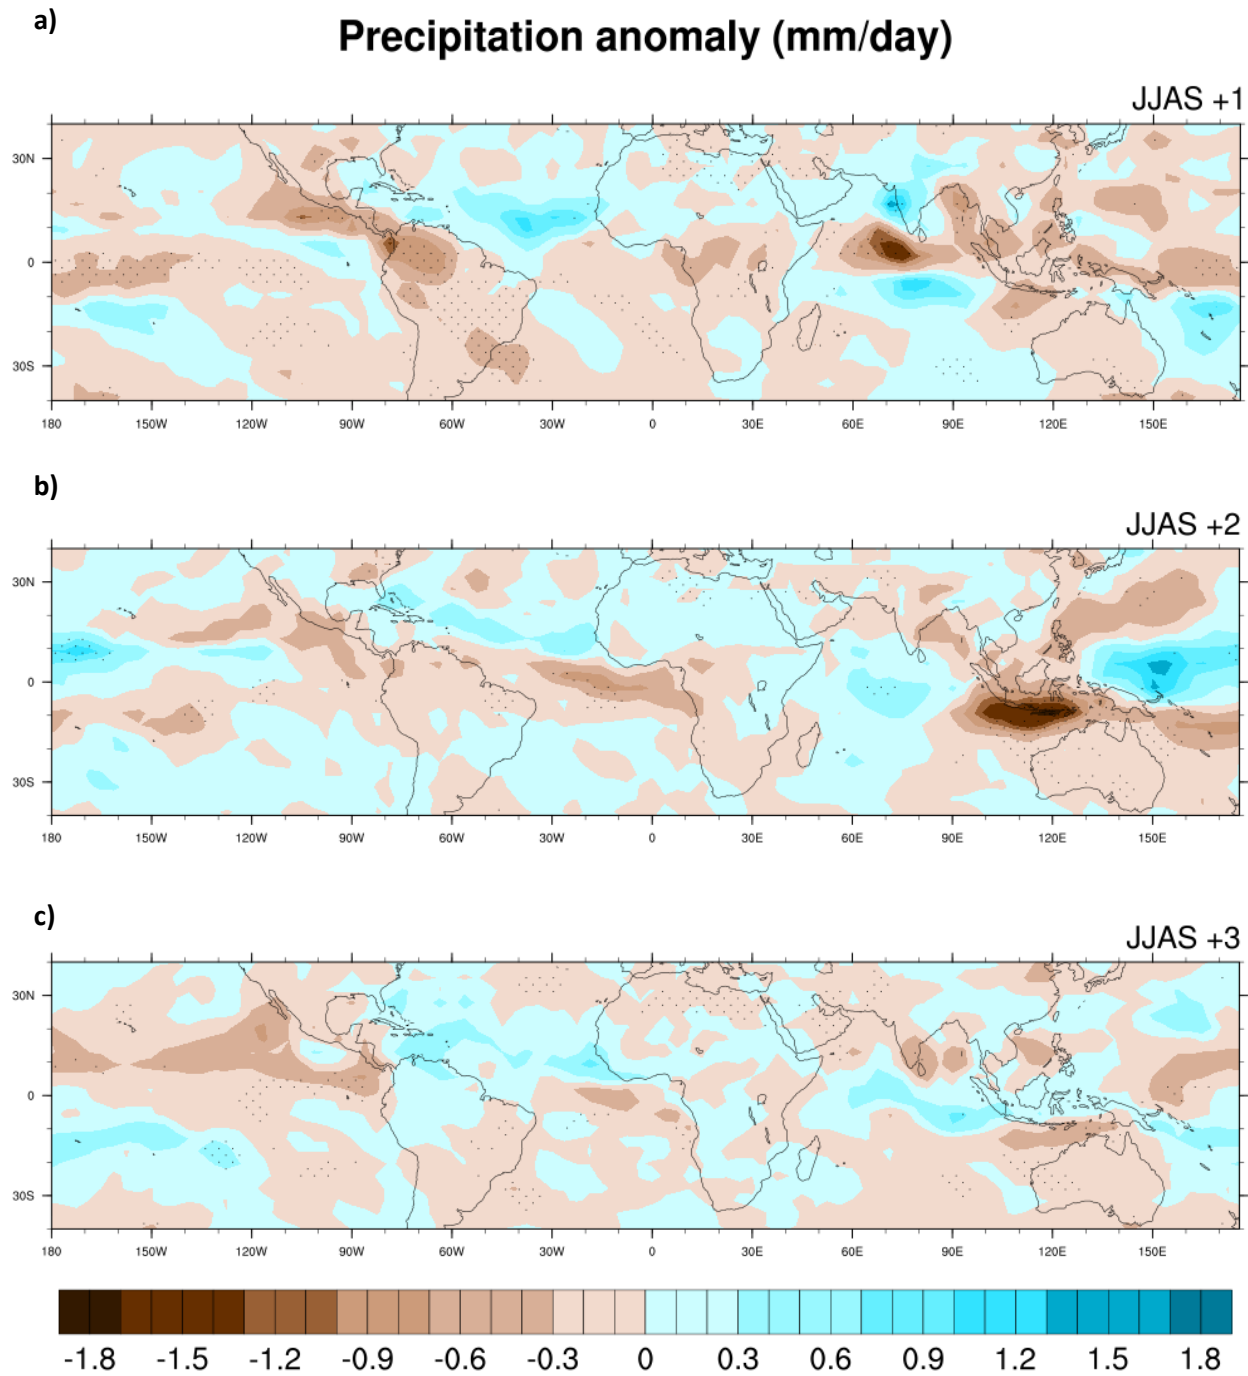 a)
Precipitation anomaly (mm/day)
JJAS +1
30N
0
30S
180 150W 120W 90W 60W 30W 0 30E 60E 90E 120E 150E
b)
JJAS +2
30N
0
30S
180 150W 120W 90W 60W 30W 0 30E 60E 90E 120E 150E
c)
JJAS +3
30N
0
30S
180 150W 120W 90W 60W 30W 0 30E 60E 90E 120E 150E
-1.8 -1.5 -1.2 -0.9 -0.6 -0.3 0 0.3 0.6 0.9 1.2 1.5 1.8